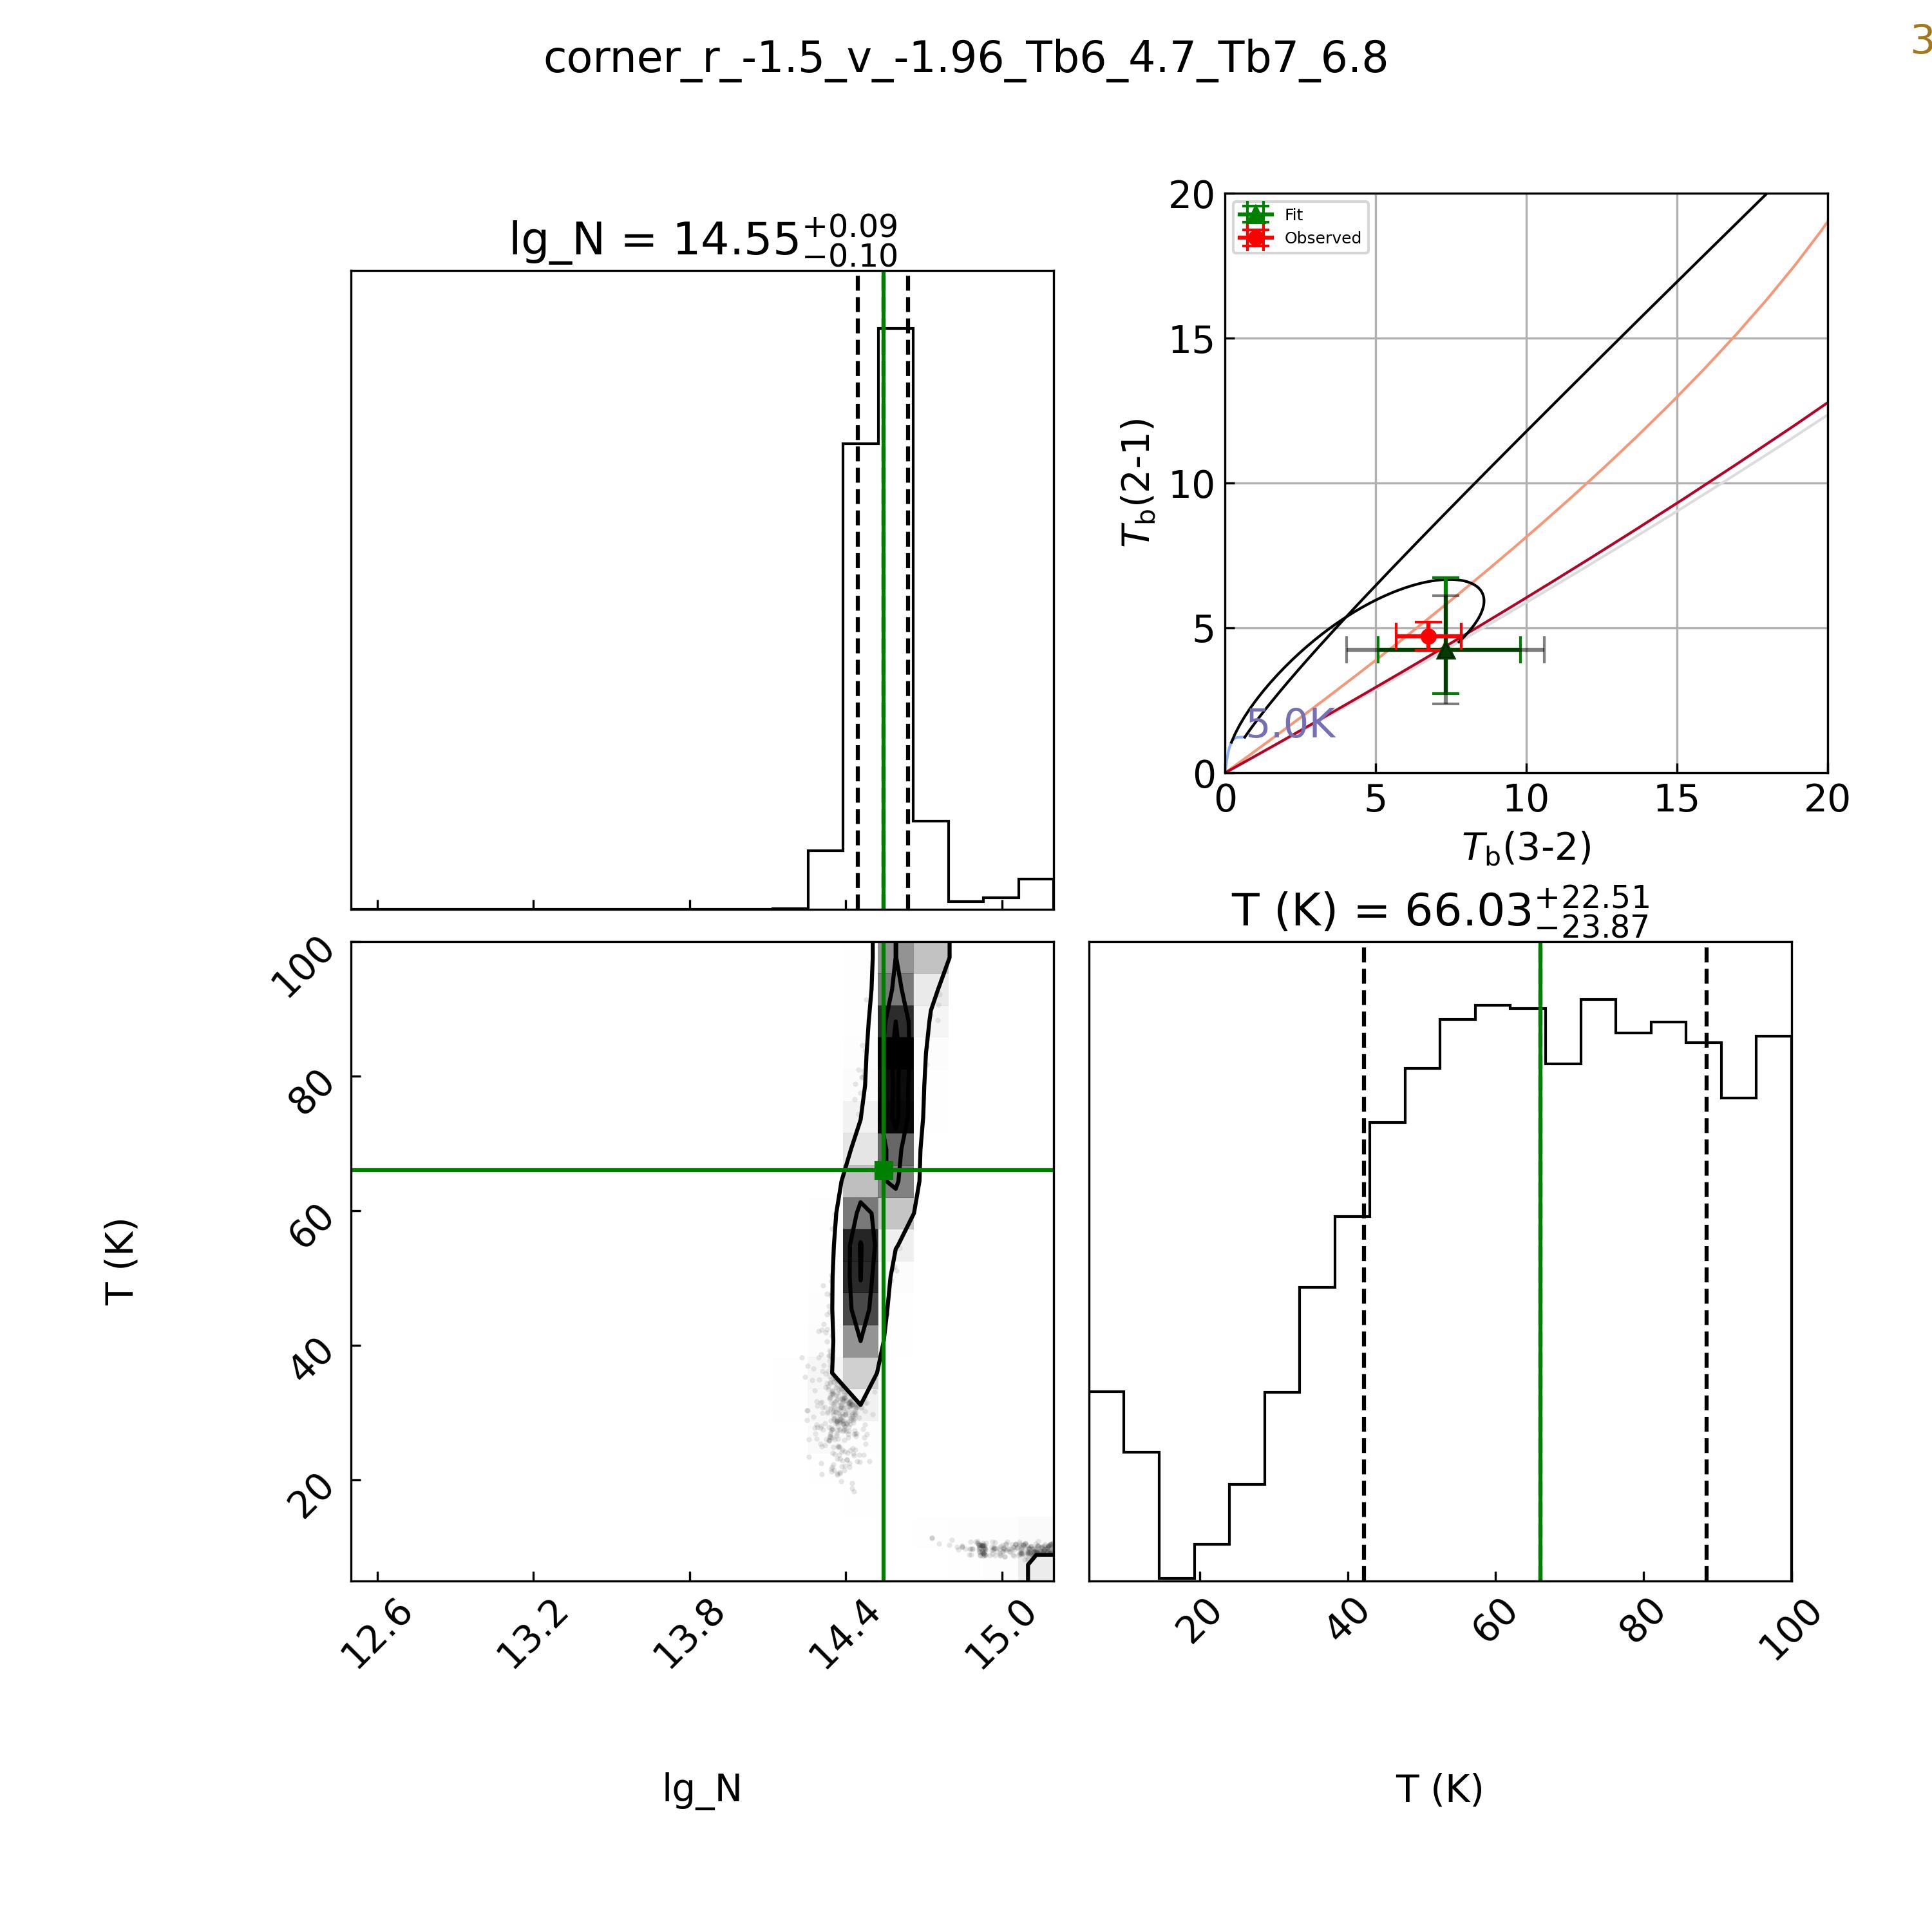 corner_r_-1.5_v_-1.96_Tb6_4.7_Tb7_6.8
3
lg_N = 14.55+0.09−0.10
20
15
10
5
0
Tb(2-1)
Fit
Observed
5.0K
0 5 10 15 20
Tb(3-2)
T (K) = 66.03+22.51−23.87
100
80
60
40
20
T (K)
12.6 13.2 13.8 14.4 15.0
lg_N
20 40 60 80 100
T (K)